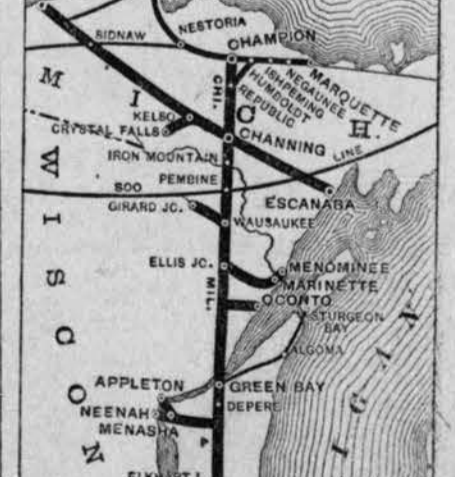 NESTORIA
SIDNAW
CHAMPION
MARQUETTE
NEGAUNEE
ISHPEMING
HUMBOLDT
REPUBLIC
CHI.
M I C H
KELSO
CRYSTAL FALLS
CHANNING
IRON MOUNTAIN
LINE
PEMBINE
SOO
ESCANABA
GIRARD JC.
WAUSAUKEE
ELLIS JC.
MENOMINEE
MARINETTE
MIL.
OCONTO
STURGEON
BAY
ALGOMA
APPLETON
GREEN BAY
NEENAH
DEPERE
MENASHA
W I S C O N
I G A N